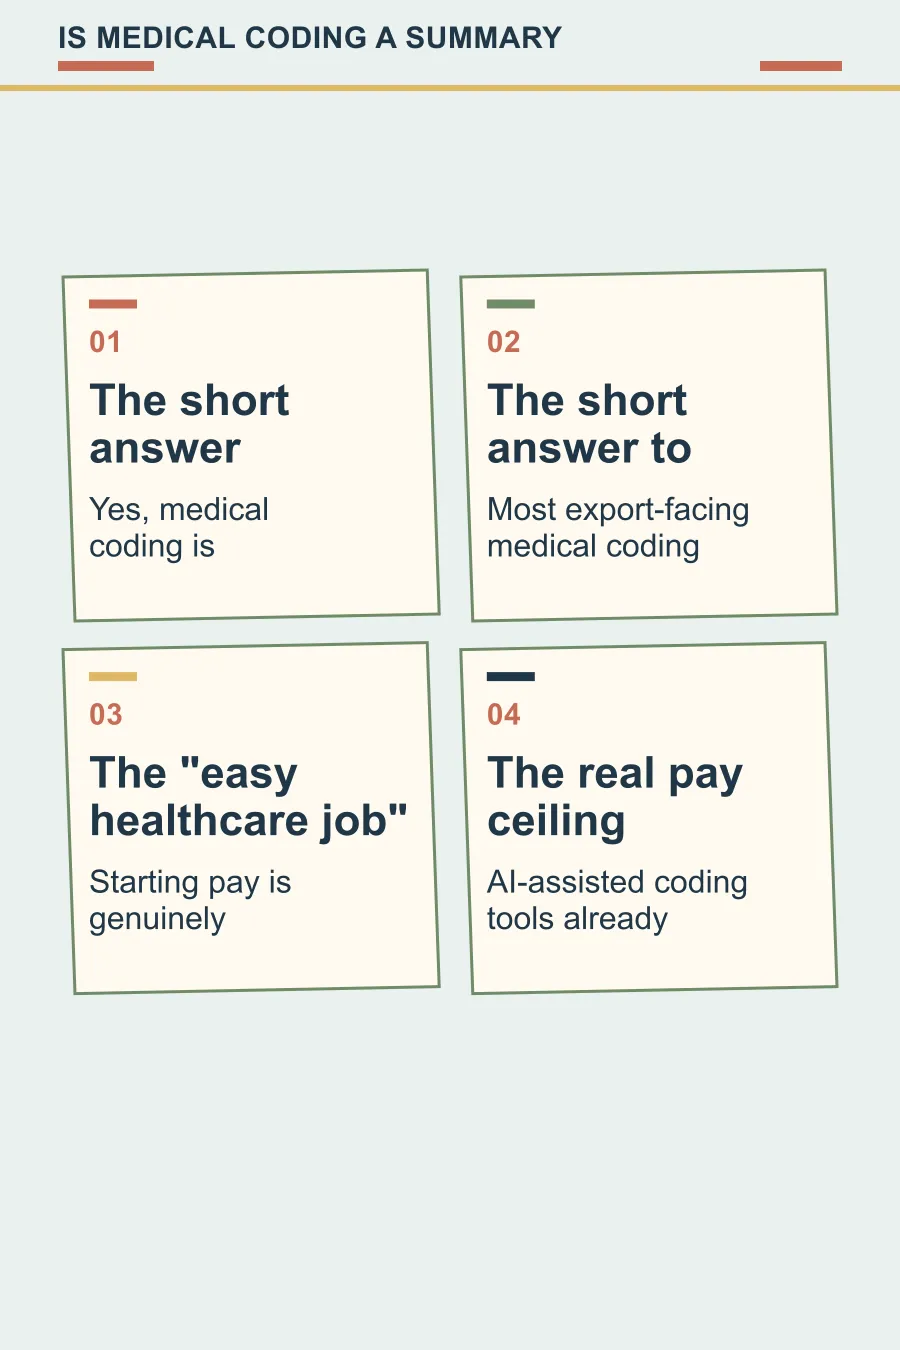 IS MEDICAL CODING A SUMMARY
01
The short
answer
Yes, medical
coding is
02
The short
answer to
Most export-facing
medical coding
03
The "easy
healthcare job"
Starting pay is
genuinely
04
The real pay
ceiling
AI-assisted coding
tools already